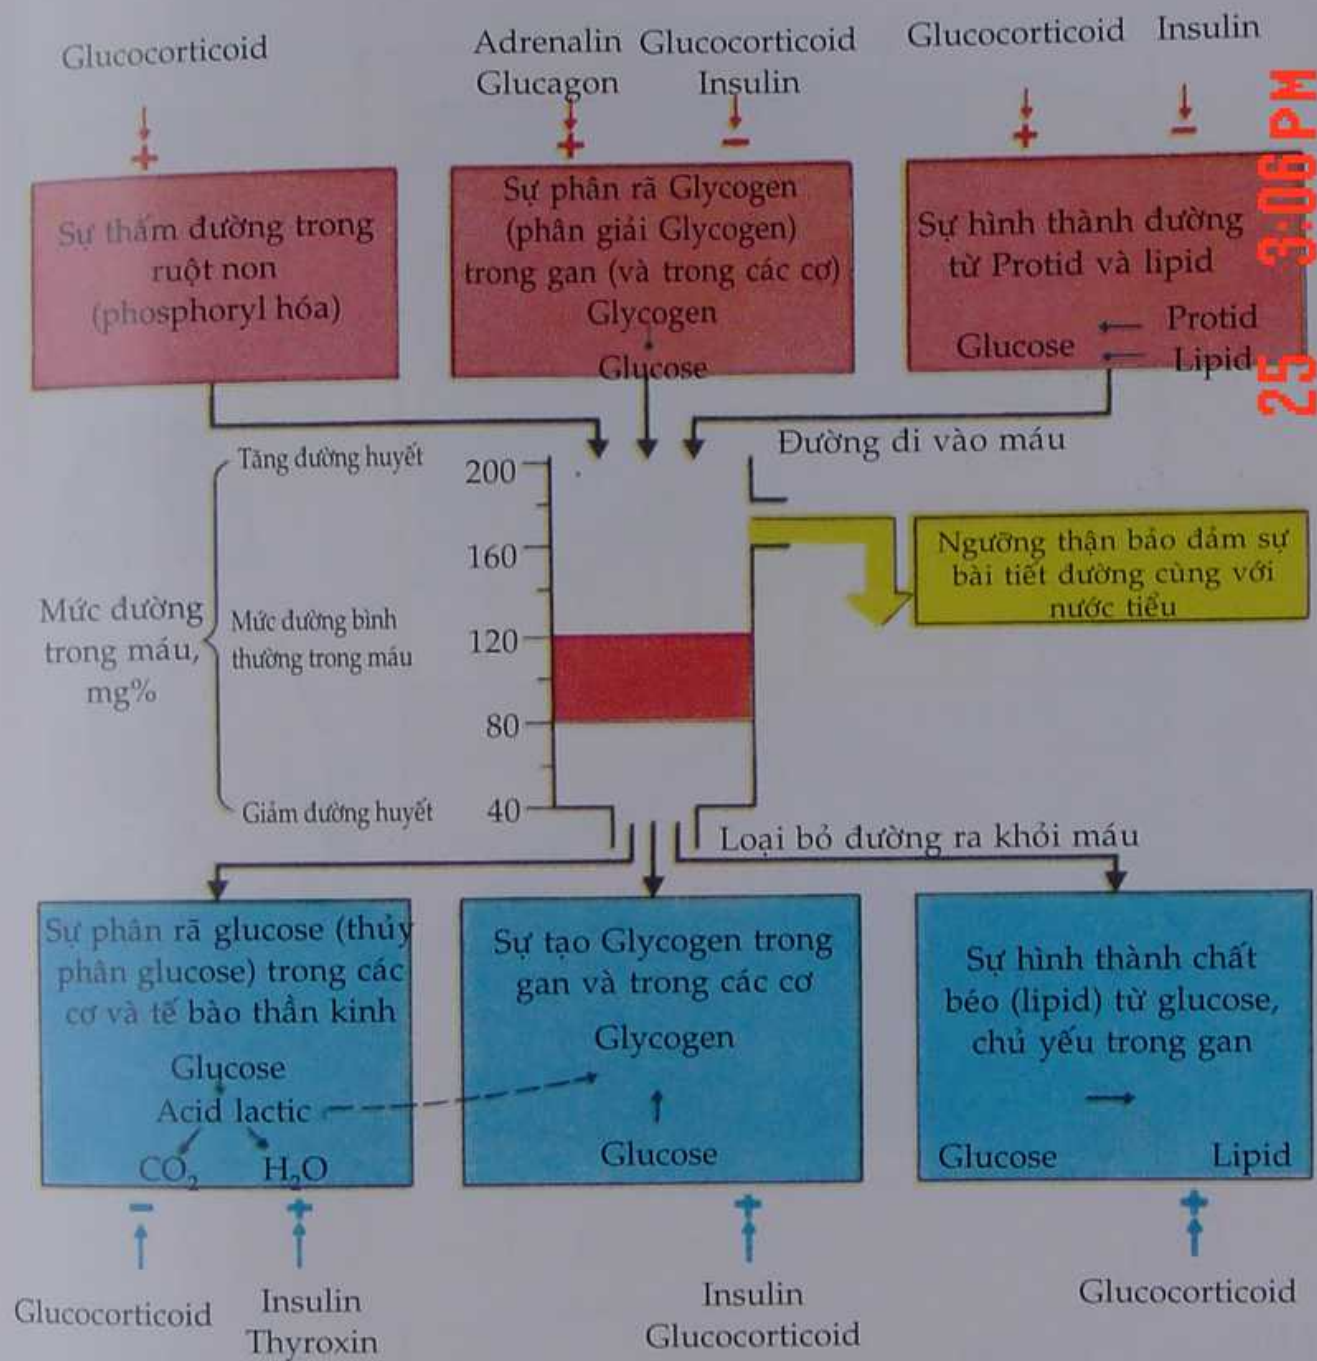 Glucocorticoid
Adrenalin
Glucagon
Glucocorticoid
Insulin
Glucocorticoid
Insulin
+
+
−
+
−
Sự thấm đường trong
ruột non
(phosphoryl hóa)
Sự phân rã Glycogen
(phân giải Glycogen)
trong gan (và trong các cơ)
Glycogen
Glucose
Sự hình thành đường
từ Protid và lipid
Protid
Glucose
Lipid
25 3:06PM
Đường đi vào máu
Tăng đường huyết
Mức đường
trong máu,
mg%
Mức đường bình
thường trong máu
Giảm đường huyết
200
160
120
80
40
Ngưỡng thận bảo đảm sự
bài tiết đường cùng với
nước tiểu
Loại bỏ đường ra khỏi máu
Sự phân rã glucose (thủy
phân glucose) trong các
cơ và tế bào thần kinh
Glucose
Acid lactic
CO₂ H₂O
Sự tạo Glycogen trong
gan và trong các cơ
Glycogen
Glucose
Sự hình thành chất
béo (lipid) từ glucose,
chủ yếu trong gan
Glucose Lipid
−
+
+
+
Glucocorticoid
Insulin
Thyroxin
Insulin
Glucocorticoid
Glucocorticoid